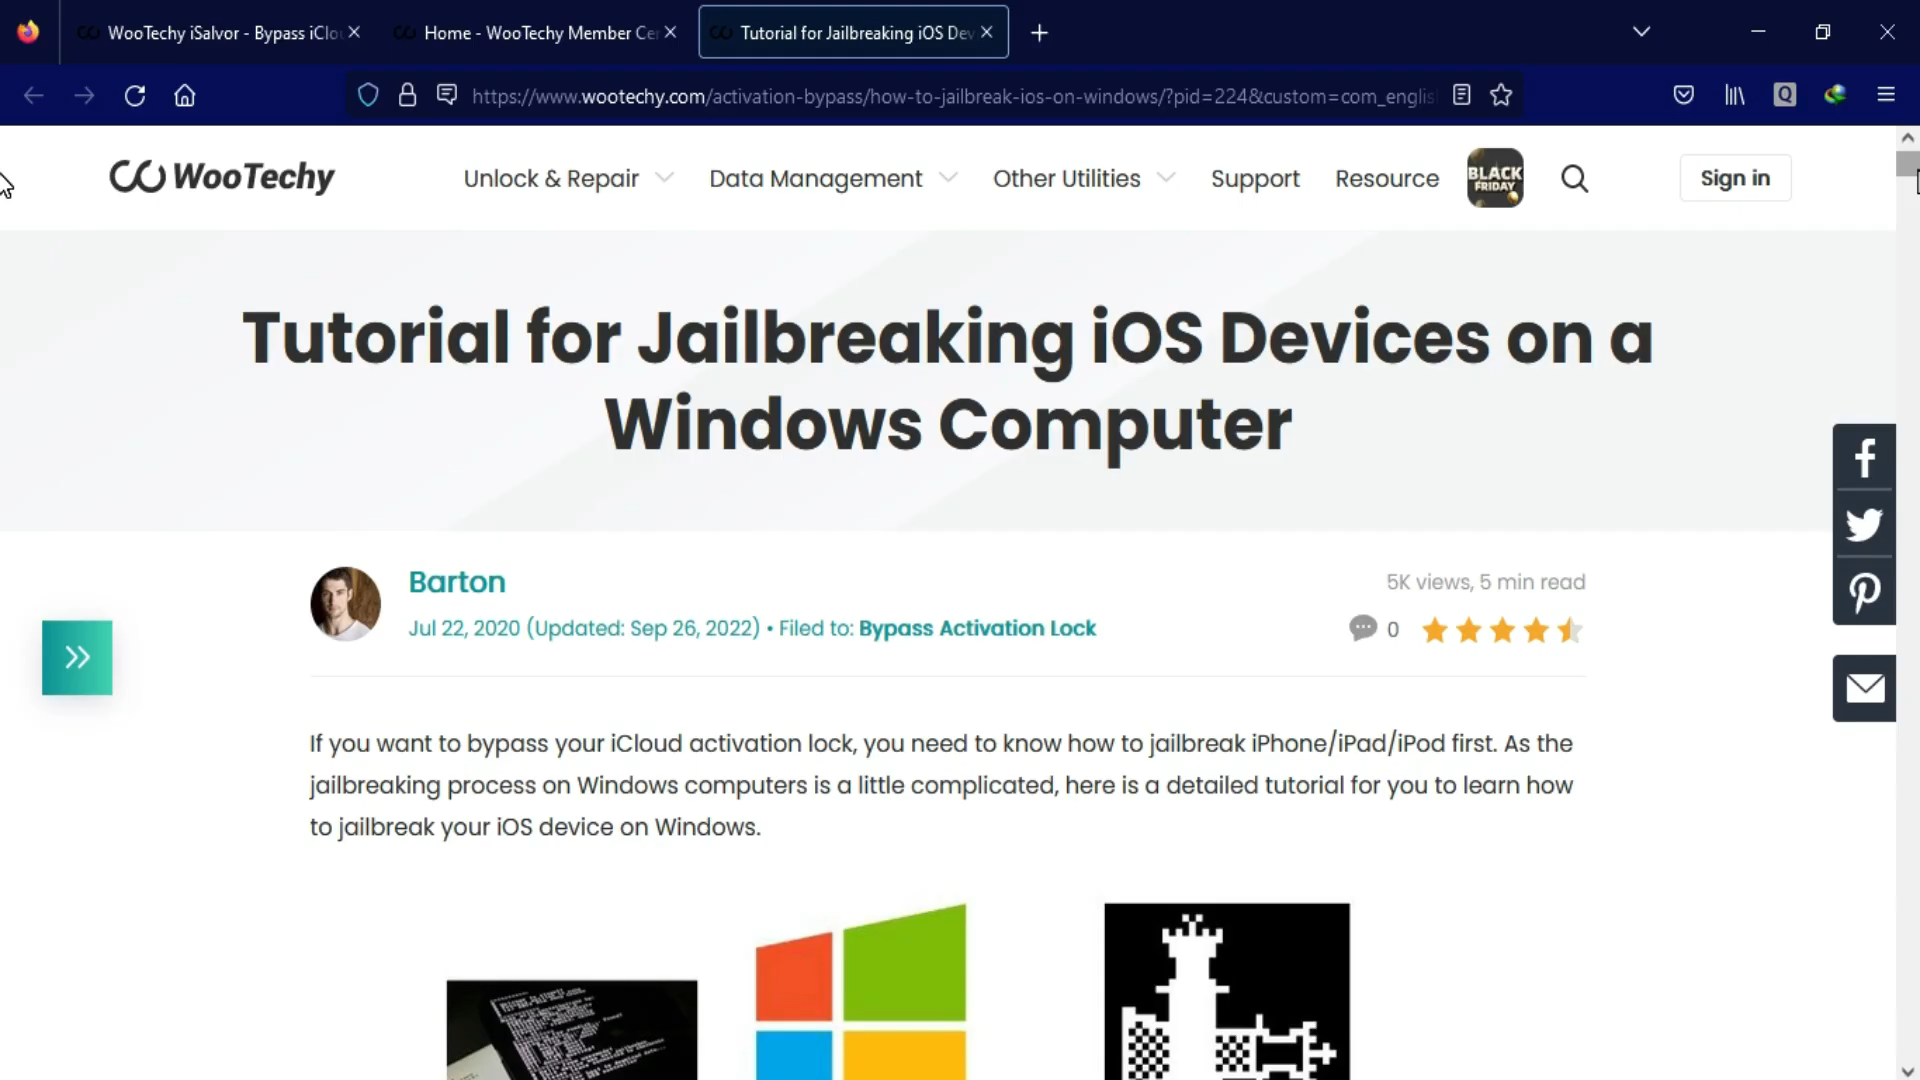 WooTechy iSalvor - Bypass iClou
Home - WooTechy Member Cen
Tutorial for Jailbreaking iOS Dev
https://www.wootechy.com/activation-bypass/how-to-jailbreak-ios-on-windows/?pid=224&custom=com_englis
WooTechy
Unlock & Repair
Data Management
Other Utilities
Support
Resource
BLACK
FRIDAY
Sign in
Tutorial for Jailbreaking iOS Devices on a
Windows Computer
Barton
5K views, 5 min read
Jul 22, 2020 (Updated: Sep 26, 2022) • Filed to: Bypass Activation Lock
0
If you want to bypass your iCloud activation lock, you need to know how to jailbreak iPhone/iPad/iPod first. As the
jailbreaking process on Windows computers is a little complicated, here is a detailed tutorial for you to learn how
to jailbreak your iOS device on Windows.